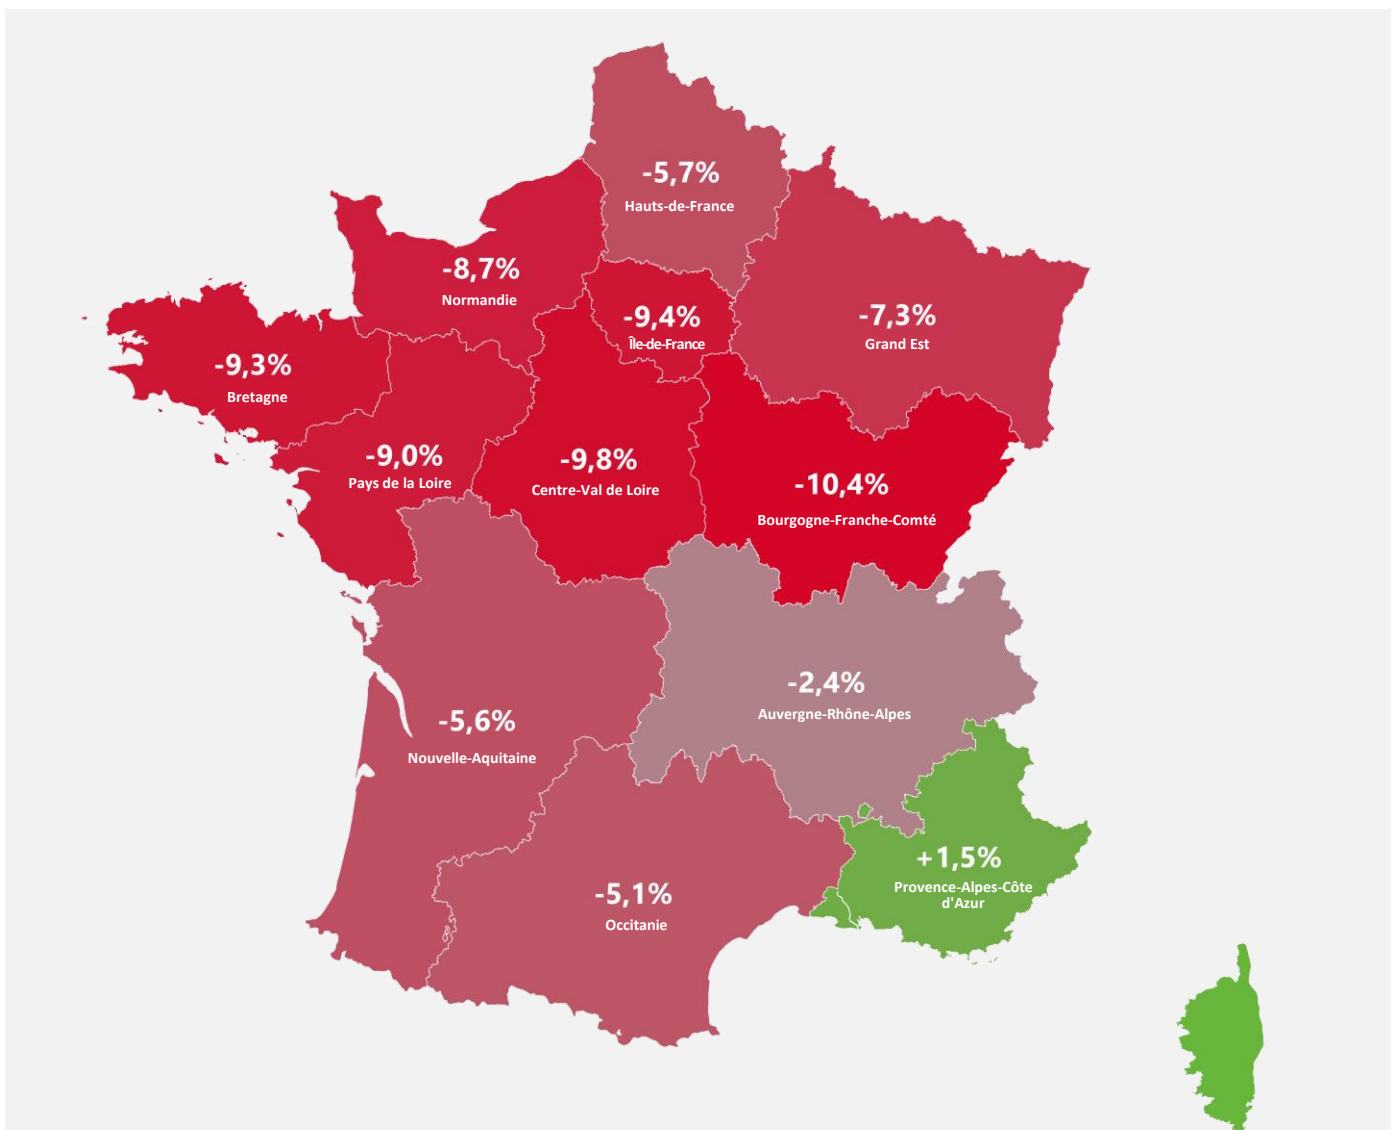 -5,7%
Hauts-de-France
-8,7%
Normandie
-9,4%
Île-de-France
-7,3%
Grand Est
-9,3%
Bretagne
-9,0%
Pays de la Loire
-9,8%
Centre-Val de Loire
-10,4%
Bourgogne-Franche-Comté
-2,4%
Auvergne-Rhône-Alpes
-5,6%
Nouvelle-Aquitaine
+1,5%
Provence-Alpes-Côte
d'Azur
-5,1%
Occitanie